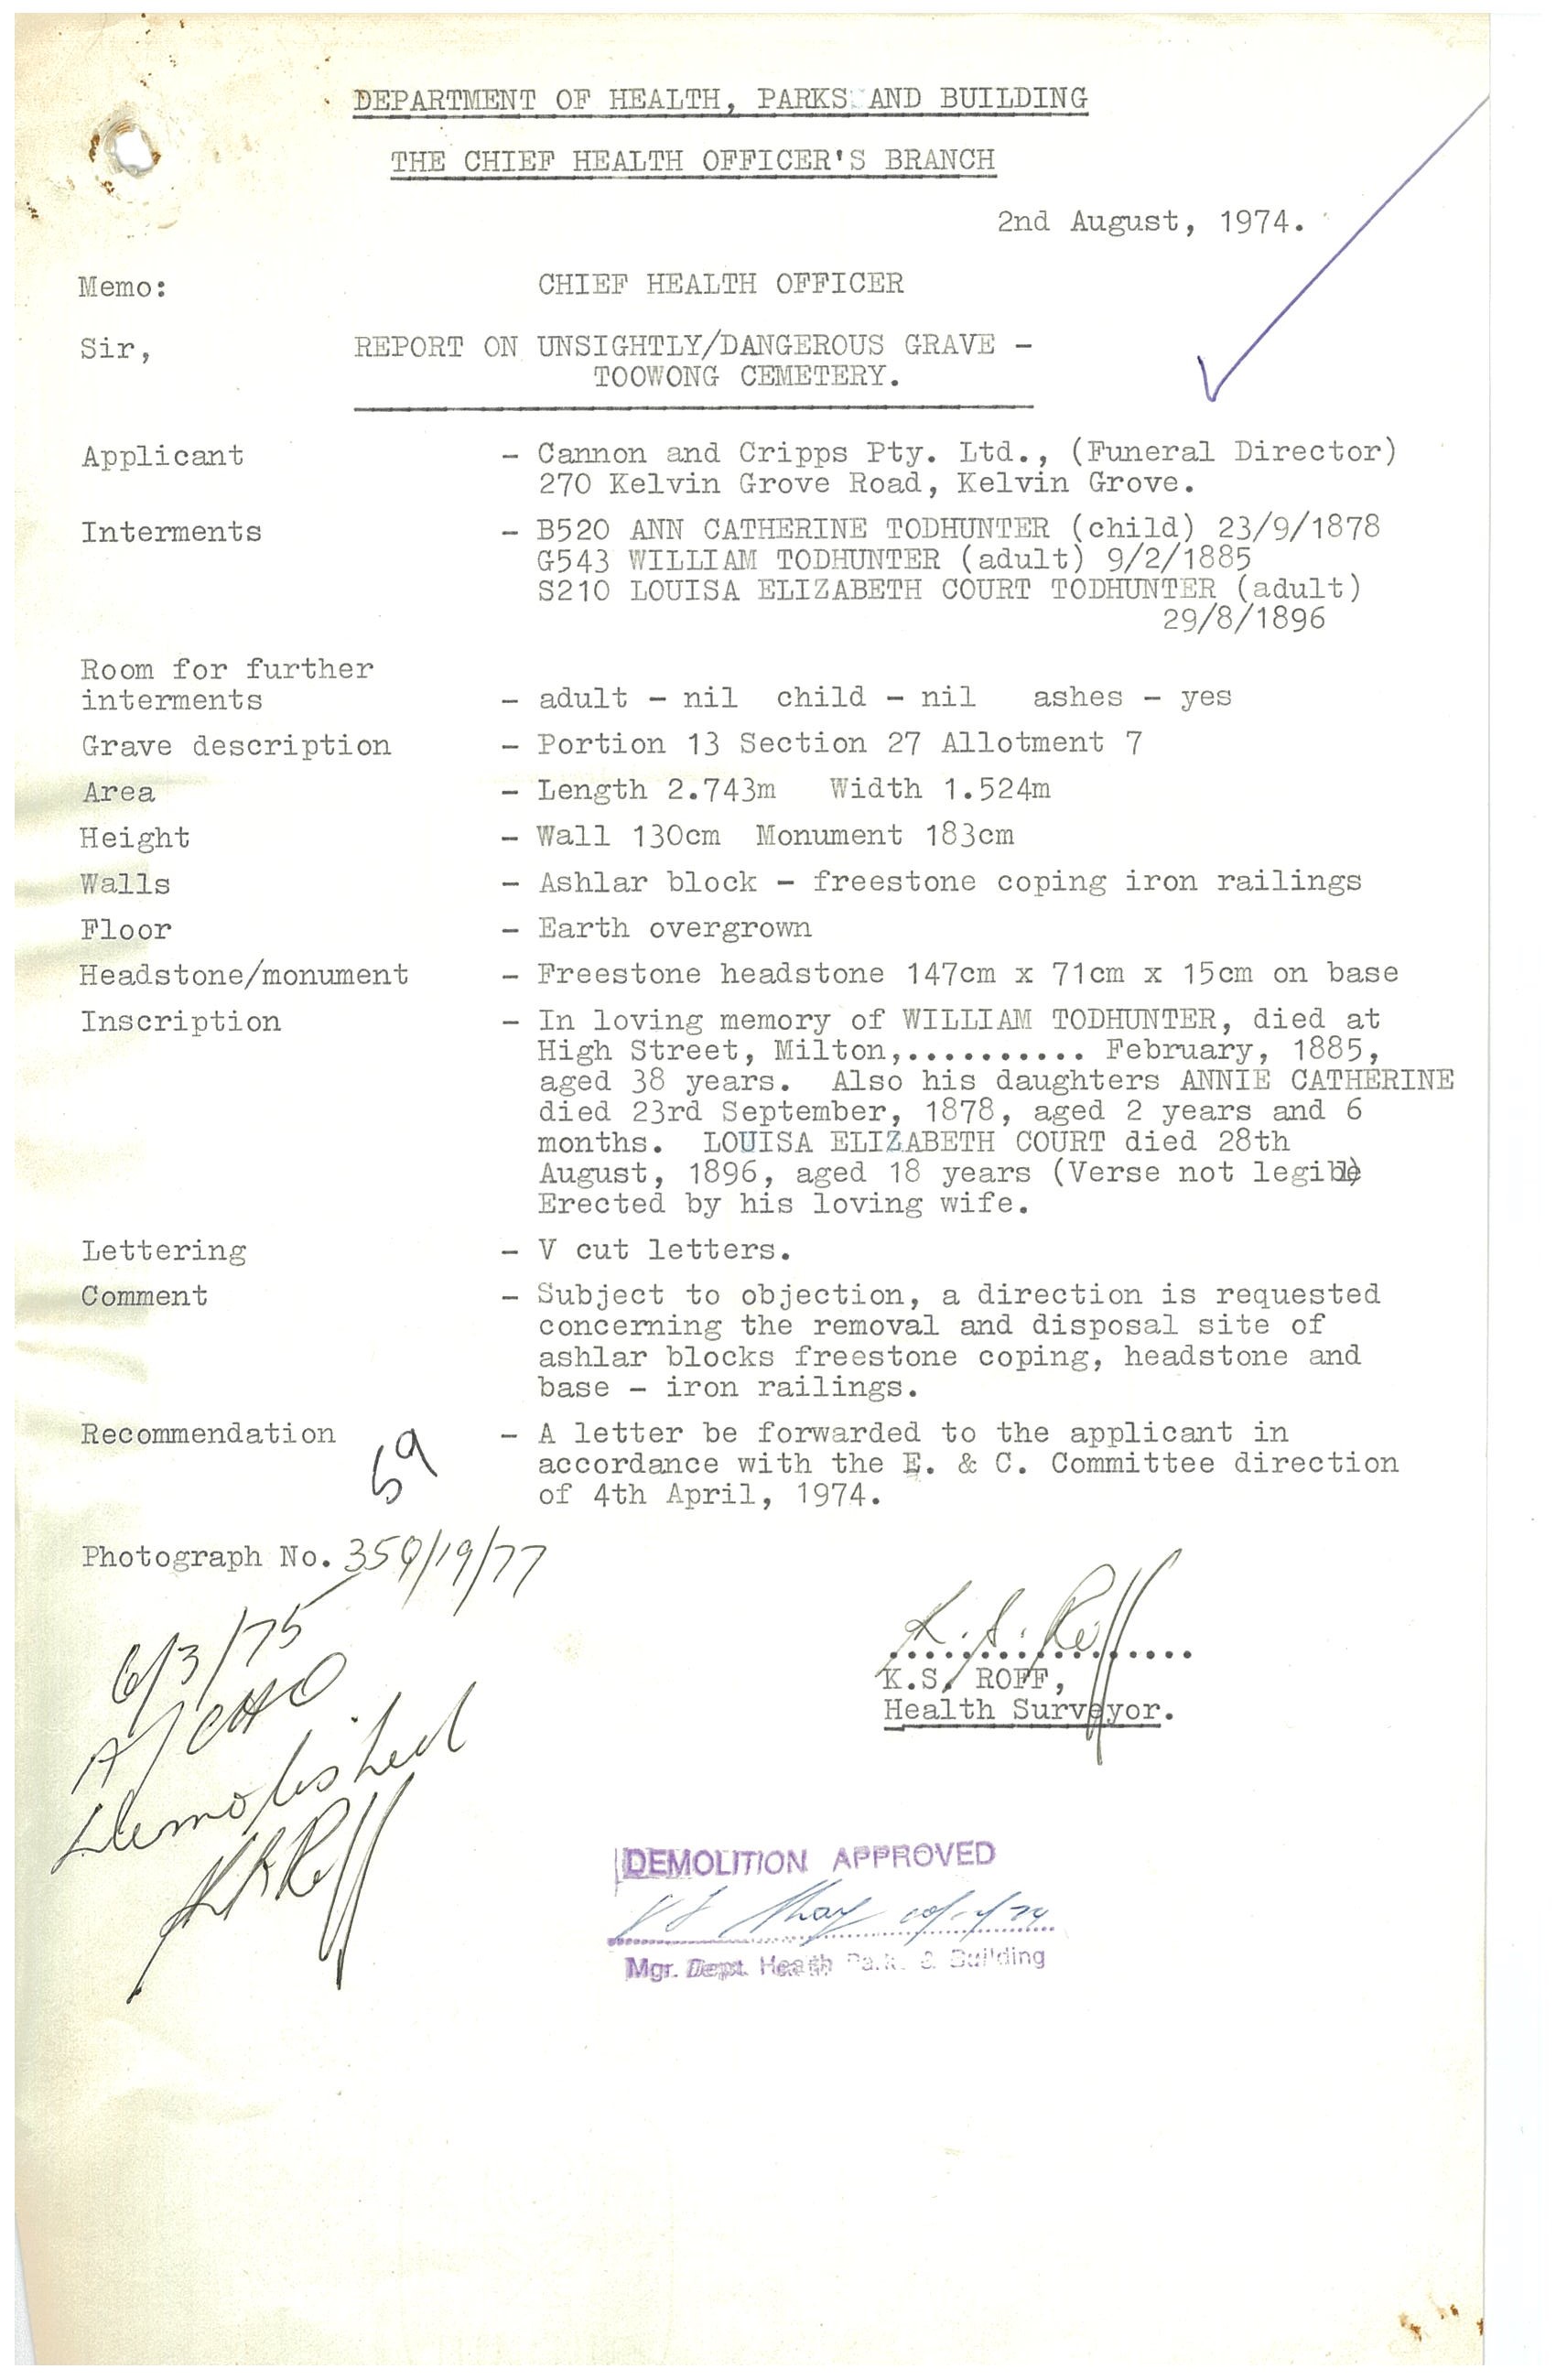 DEPARTMENT OF HEALTH, PARKS AND BUILDING
THE CHIEF HEALTH OFFICER'S BRANCH
2nd August, 1974.
Memo: CHIEF HEALTH OFFICER
Sir, REPORT ON UNSIGHTLY/DANGEROUS GRAVE -
TOOWONG CEMETERY.
Applicant - Cannon and Cripps Pty. Ltd., (Funeral Director)
270 Kelvin Grove Road, Kelvin Grove.
Interments - B520 ANN CATHERINE TODHUNTER (child) 23/9/1878
G543 WILLIAM TODHUNTER (adult) 9/2/1885
S210 LOUISA ELIZABETH COURT TODHUNTER (adult)
29/8/1896
Room for further
interments - adult - nil child - nil ashes - yes
Grave description - Portion 13 Section 27 Allotment 7
Area - Length 2.743m Width 1.524m
Height - Wall 130cm Monument 183cm
Walls - Ashlar block - freestone coping iron railings
Floor - Earth overgrown
Headstone/monument - Freestone headstone 147cm x 71cm x 15cm on base
Inscription - In loving memory of WILLIAM TODHUNTER, died at
High Street, Milton,.......... February, 1885,
aged 38 years. Also his daughters ANNIE CATHERINE
died 23rd September, 1878, aged 2 years and 6
months. LOUISA ELIZABETH COURT died 28th
August, 1896, aged 18 years (Verse not legible)
Erected by his loving wife.
Lettering - V cut letters.
Comment - Subject to objection, a direction is requested
concerning the removal and disposal site of
ashlar blocks freestone coping, headstone and
base - iron railings.
Recommendation - A letter be forwarded to the applicant in
accordance with the E. & C. Committee direction
of 4th April, 1974.
59
Photograph No. 359/19/77
K. S. Roff
K.S. ROFF,
Health Surveyor.
6/3/75
A/CHO
Demolished
K S Roff
DEMOLITION APPROVED
Mgr. Dept. Health Park. & Building